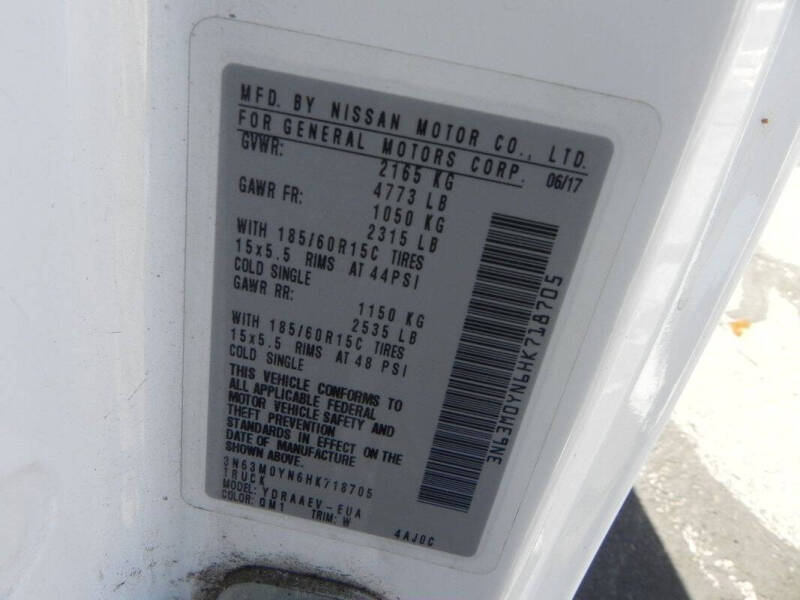 MFD. BY NISSAN MOTOR CO., LTD.
FOR GENERAL MOTORS CORP. 06/17
GVWR: 2165 KG
4773 LB
GAWR FR: 1050 KG
2315 LB
WITH 185/60R15C TIRES
15x5.5 RIMS AT 44PSI
COLD SINGLE
GAWR RR: 1150 KG
2535 LB
WITH 185/60R15C TIRES
15x5.5 RIMS AT 48 PSI
COLD SINGLE
THIS VEHICLE CONFORMS TO
ALL APPLICABLE FEDERAL
MOTOR VEHICLE SAFETY AND
THEFT PREVENTION
STANDARDS IN EFFECT ON THE
DATE OF MANUFACTURE
SHOWN ABOVE.
3N63M0YN6HK718705
TRUCK
MODEL: YDRAAEV-EUA
COLOR: QM1 TRIM: W
4AJ0C
3N63M0YN6HK718705